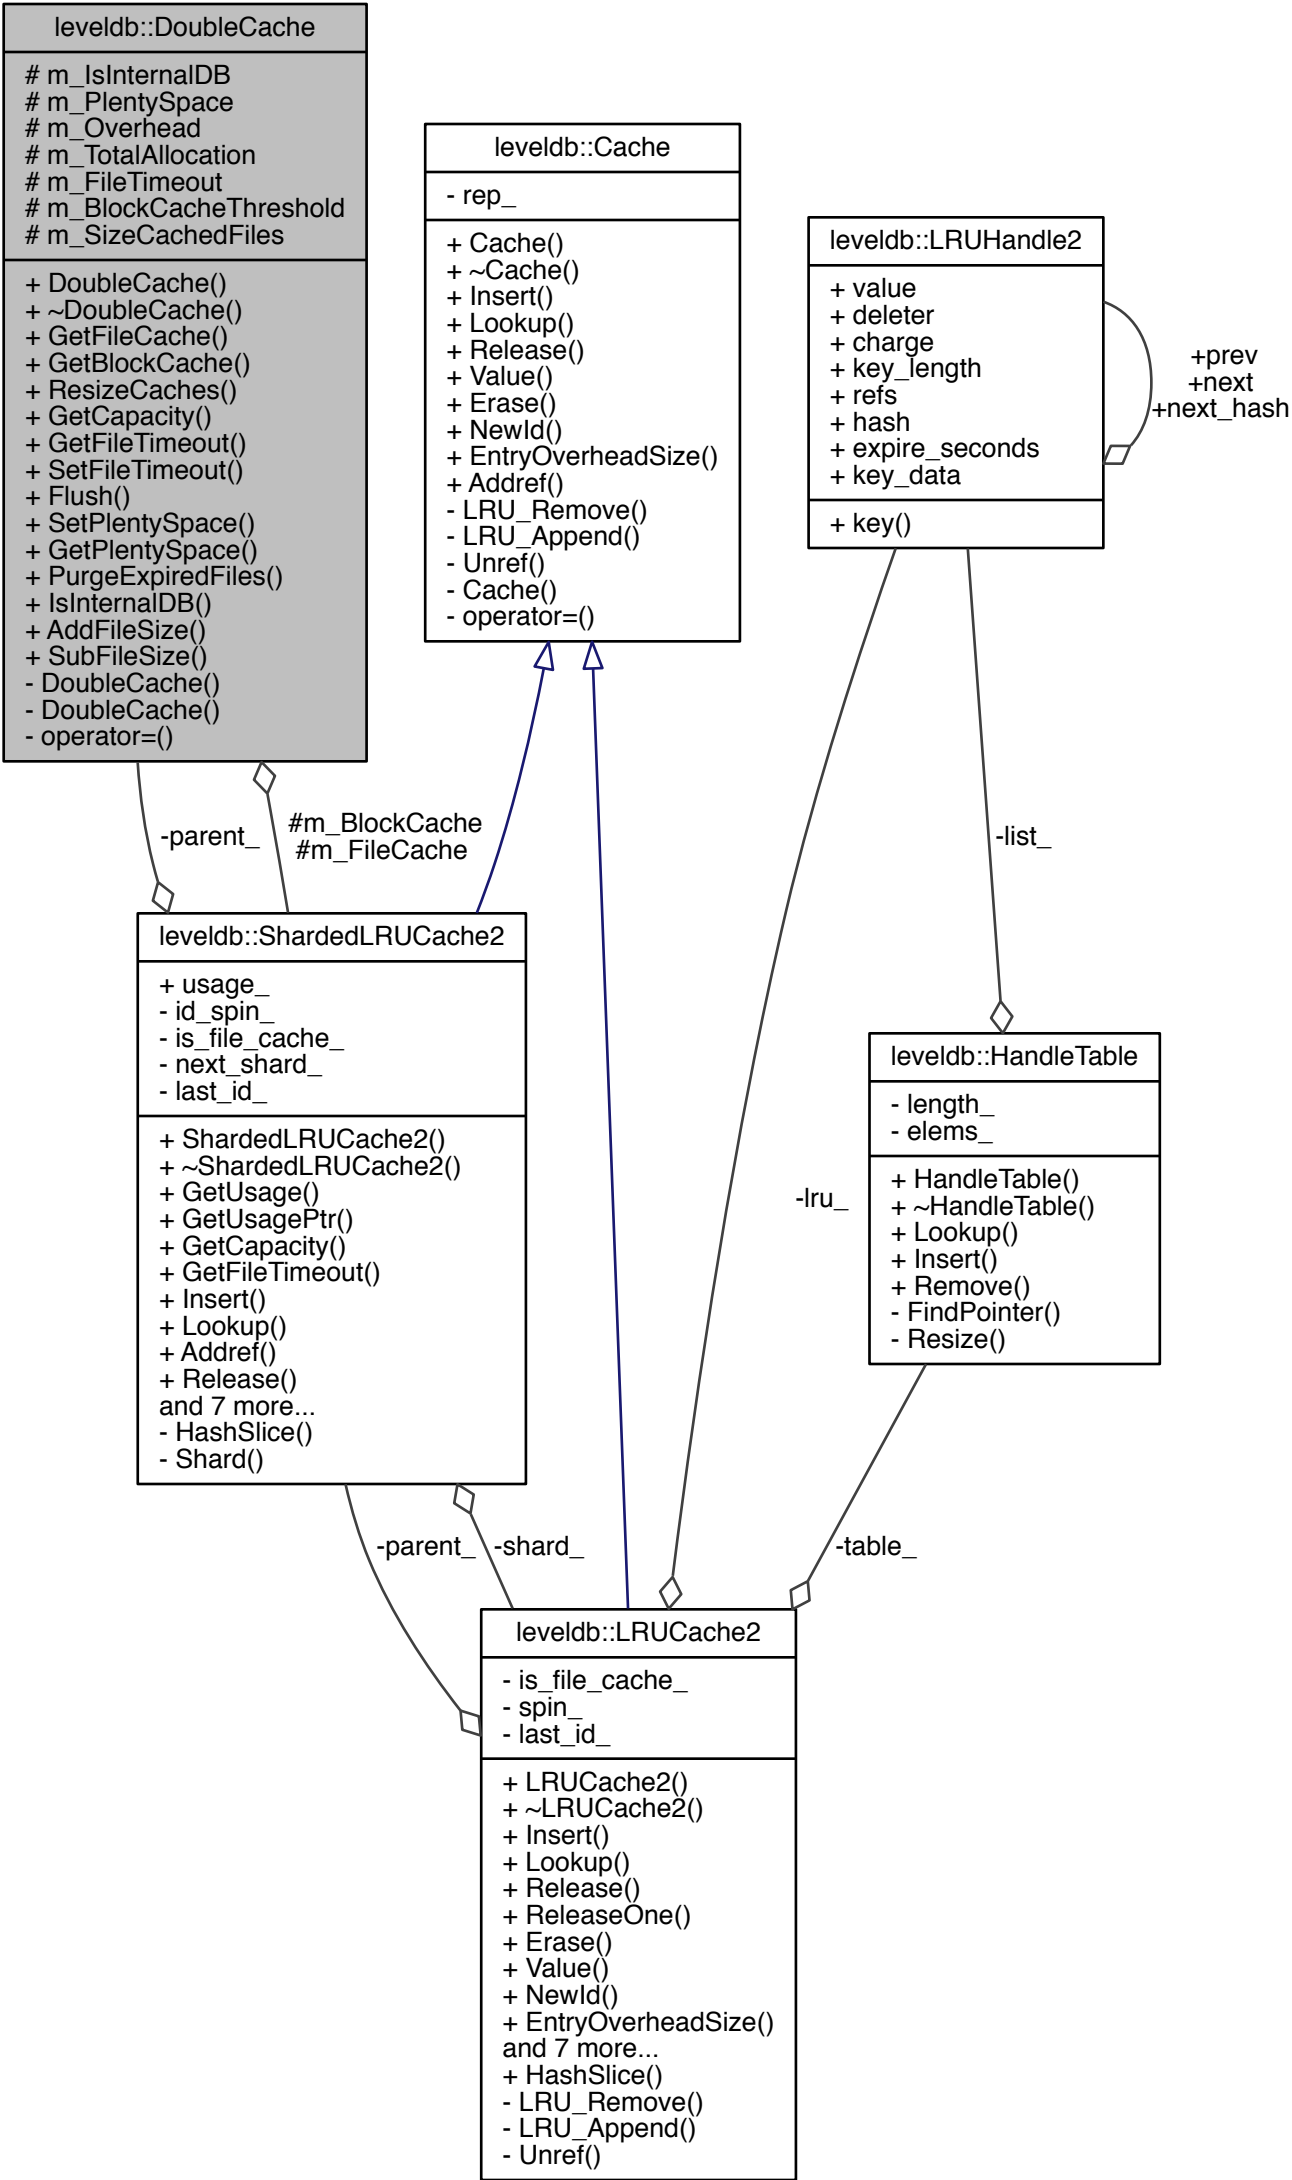 leveldb::DoubleCache
# m_IsInternalDB
# m_PlentySpace
# m_Overhead
# m_TotalAllocation
# m_FileTimeout
# m_BlockCacheThreshold
# m_SizeCachedFiles
+ DoubleCache()
+ ~DoubleCache()
+ GetFileCache()
+ GetBlockCache()
+ ResizeCaches()
+ GetCapacity()
+ GetFileTimeout()
+ SetFileTimeout()
+ Flush()
+ SetPlentySpace()
+ GetPlentySpace()
+ PurgeExpiredFiles()
+ IsInternalDB()
+ AddFileSize()
+ SubFileSize()
- DoubleCache()
- DoubleCache()
- operator=()
leveldb::Cache
- rep_
+ Cache()
+ ~Cache()
+ Insert()
+ Lookup()
+ Release()
+ Value()
+ Erase()
+ NewId()
+ EntryOverheadSize()
+ Addref()
- LRU_Remove()
- LRU_Append()
- Unref()
- Cache()
- operator=()
leveldb::LRUHandle2
+ value
+ deleter
+ charge
+ key_length
+ refs
+ hash
+ expire_seconds
+ key_data
+ key()
+prev
+next
+next_hash
-parent_
#m_BlockCache
#m_FileCache
-list_
leveldb::ShardedLRUCache2
+ usage_
- id_spin_
- is_file_cache_
- next_shard_
- last_id_
+ ShardedLRUCache2()
+ ~ShardedLRUCache2()
+ GetUsage()
+ GetUsagePtr()
+ GetCapacity()
+ GetFileTimeout()
+ Insert()
+ Lookup()
+ Addref()
+ Release()
and 7 more...
- HashSlice()
- Shard()
-lru_
leveldb::HandleTable
- length_
- elems_
+ HandleTable()
+ ~HandleTable()
+ Lookup()
+ Insert()
+ Remove()
- FindPointer()
- Resize()
-parent_
-shard_
-table_
leveldb::LRUCache2
- is_file_cache_
- spin_
- last_id_
+ LRUCache2()
+ ~LRUCache2()
+ Insert()
+ Lookup()
+ Release()
+ ReleaseOne()
+ Erase()
+ Value()
+ NewId()
+ EntryOverheadSize()
and 7 more...
+ HashSlice()
- LRU_Remove()
- LRU_Append()
- Unref()